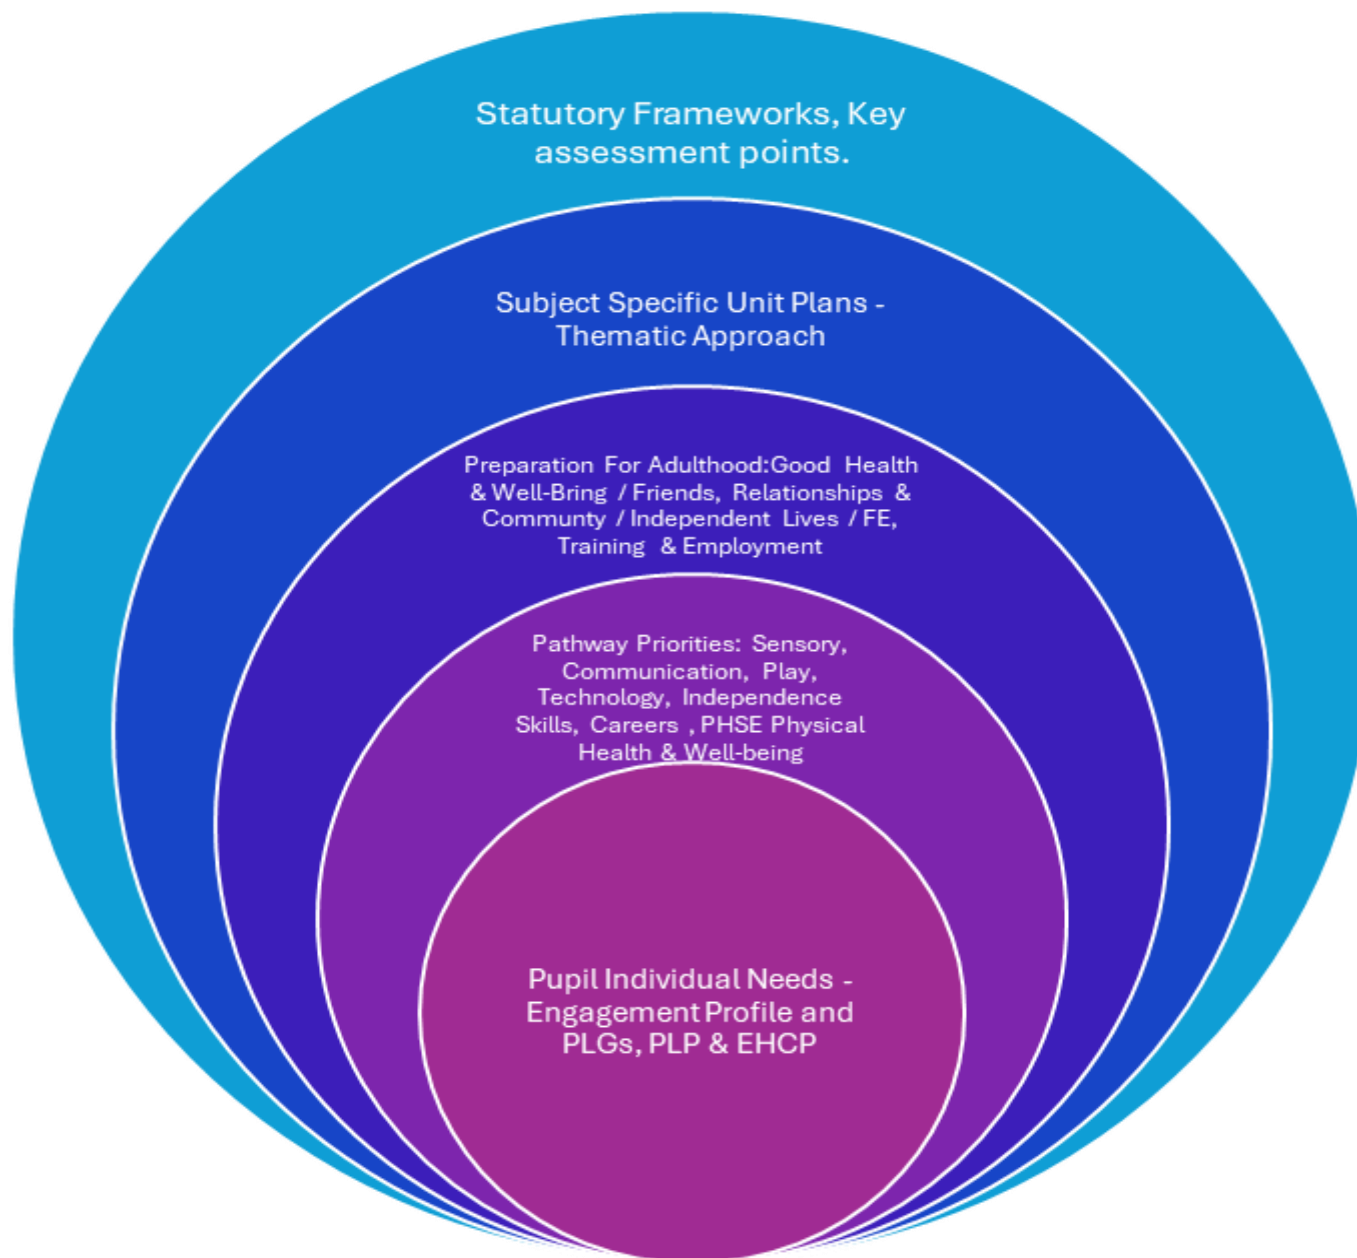 Statutory Frameworks, Key
assessment points.
Subject Specific Unit Plans -
Thematic Approach
Preparation For Adulthood:Good Health
& Well-Bring / Friends, Relationships &
Communty / Independent Lives / FE,
Training & Employment
Pathway Priorities: Sensory,
Communication, Play,
Technology, Independence
Skills, Careers , PHSE Physical
Health & Well-being
Pupil Individual Needs -
Engagement Profile and
PLGs, PLP & EHCP